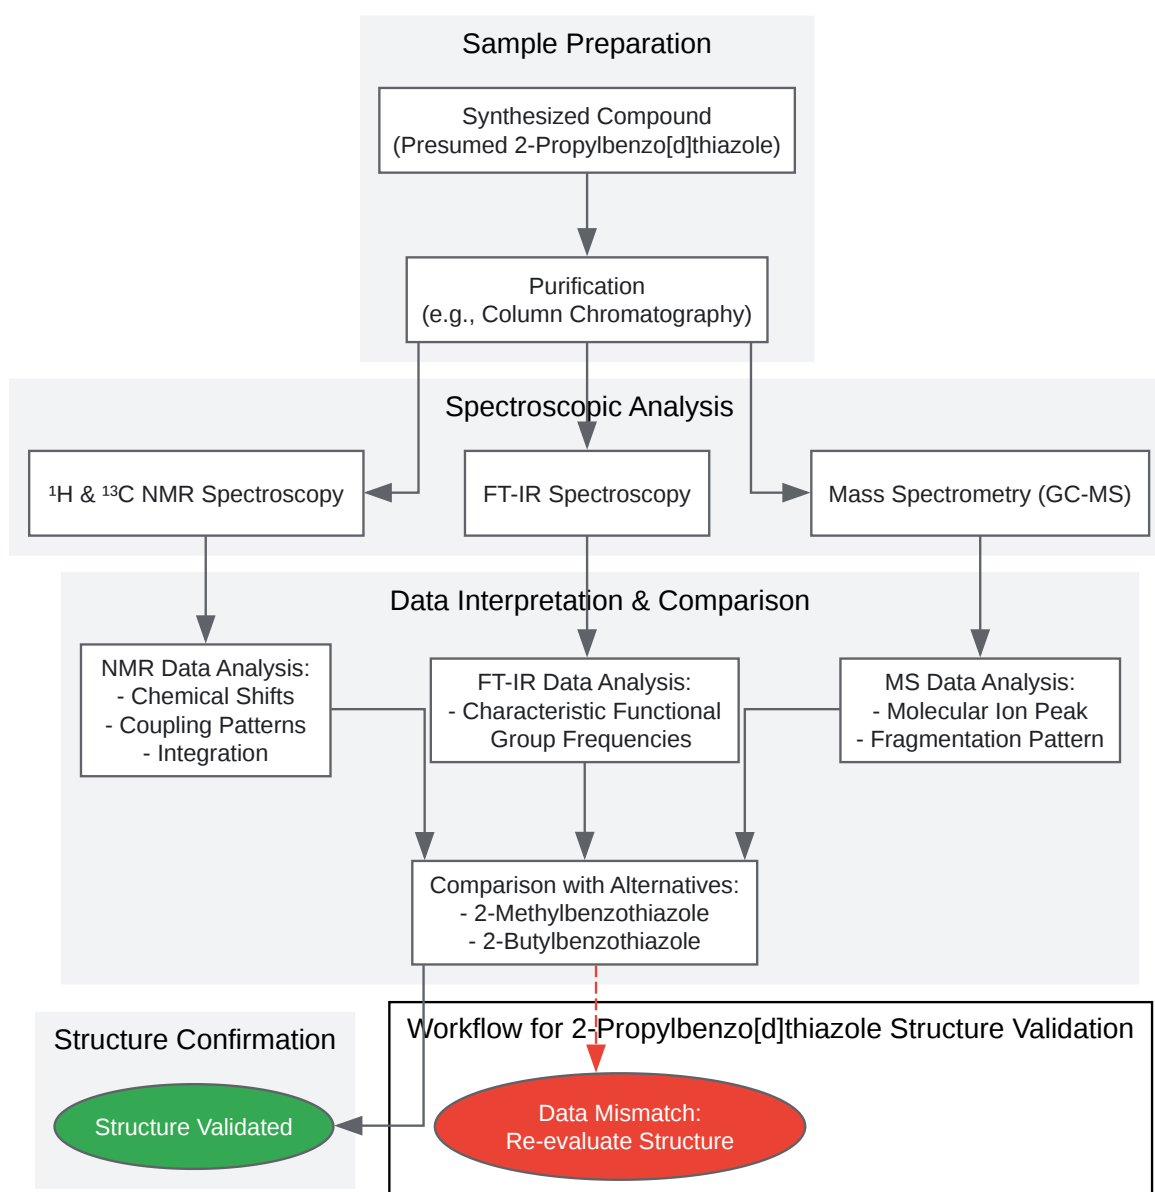 Sample Preparation
Synthesized Compound
(Presumed 2-Propylbenzo[d]thiazole)
Purification
(e.g., Column Chromatography)
Spectroscopic Analysis
¹H & ¹³C NMR Spectroscopy
FT-IR Spectroscopy
Mass Spectrometry (GC-MS)
Data Interpretation & Comparison
NMR Data Analysis:
- Chemical Shifts
- Coupling Patterns
- Integration
FT-IR Data Analysis:
- Characteristic Functional
Group Frequencies
MS Data Analysis:
- Molecular Ion Peak
- Fragmentation Pattern
Comparison with Alternatives:
- 2-Methylbenzothiazole
- 2-Butylbenzothiazole
Structure Confirmation
Structure Validated
Workflow for 2-Propylbenzo[d]thiazole Structure Validation
Data Mismatch:
Re-evaluate Structure